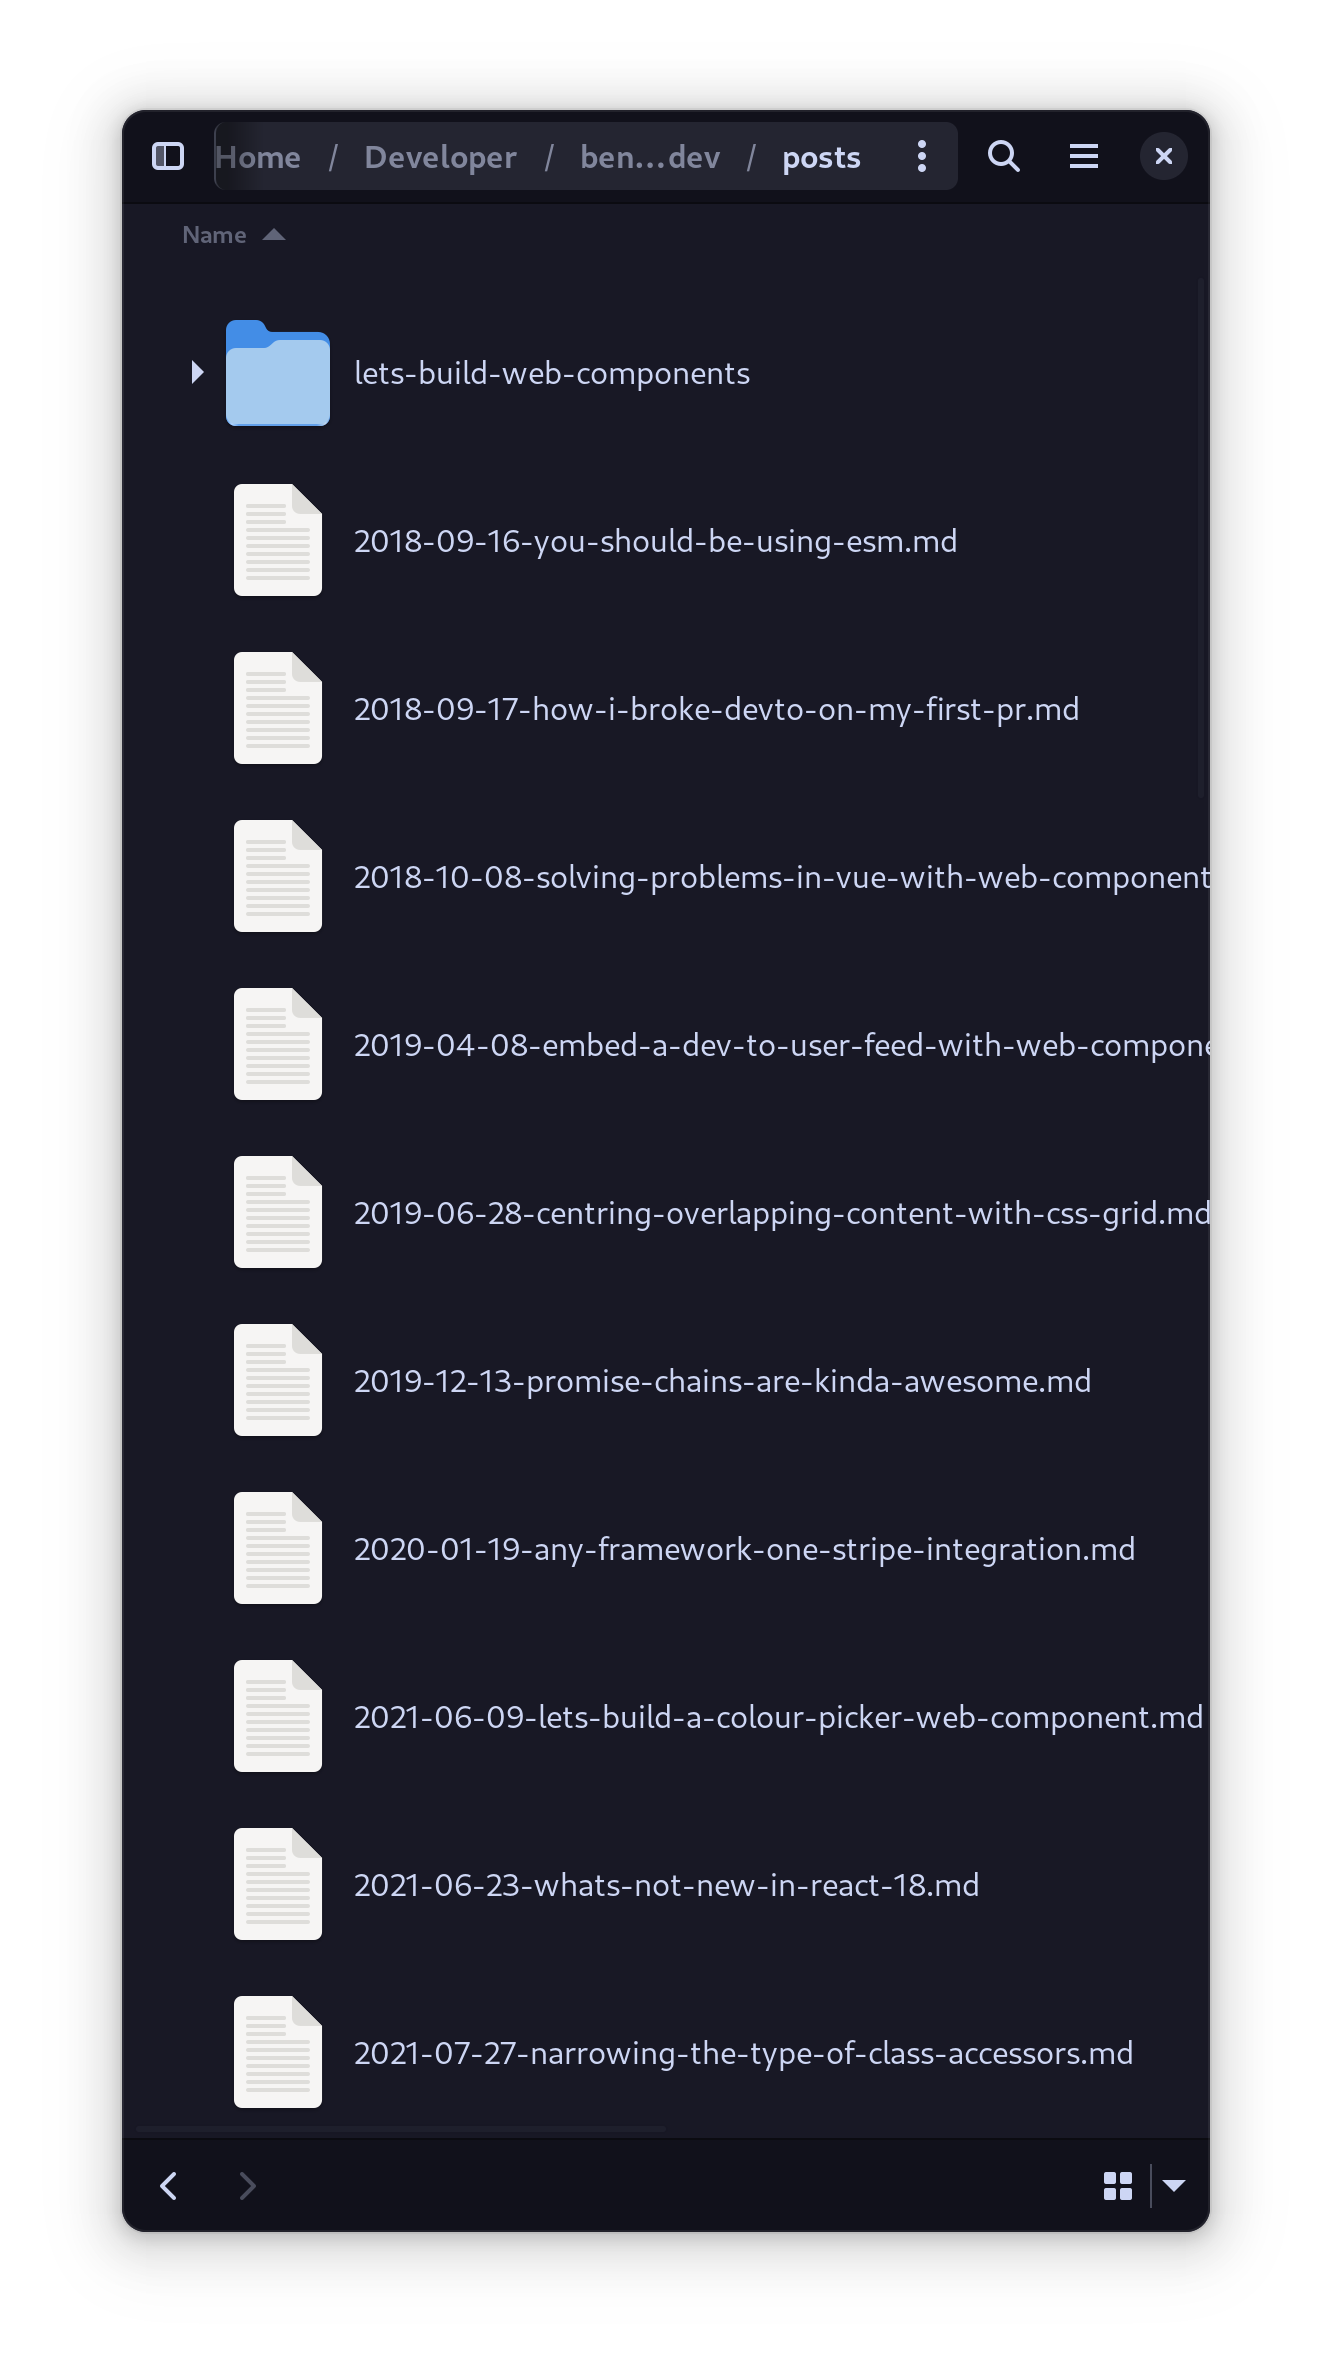 Home / Developer / ben...dev / posts
Name
lets-build-web-components
2018-09-16-you-should-be-using-esm.md
2018-09-17-how-i-broke-devto-on-my-first-pr.md
2018-10-08-solving-problems-in-vue-with-web-component
2019-04-08-embed-a-dev-to-user-feed-with-web-compone
2019-06-28-centring-overlapping-content-with-css-grid.md
2019-12-13-promise-chains-are-kinda-awesome.md
2020-01-19-any-framework-one-stripe-integration.md
2021-06-09-lets-build-a-colour-picker-web-component.md
2021-06-23-whats-not-new-in-react-18.md
2021-07-27-narrowing-the-type-of-class-accessors.md